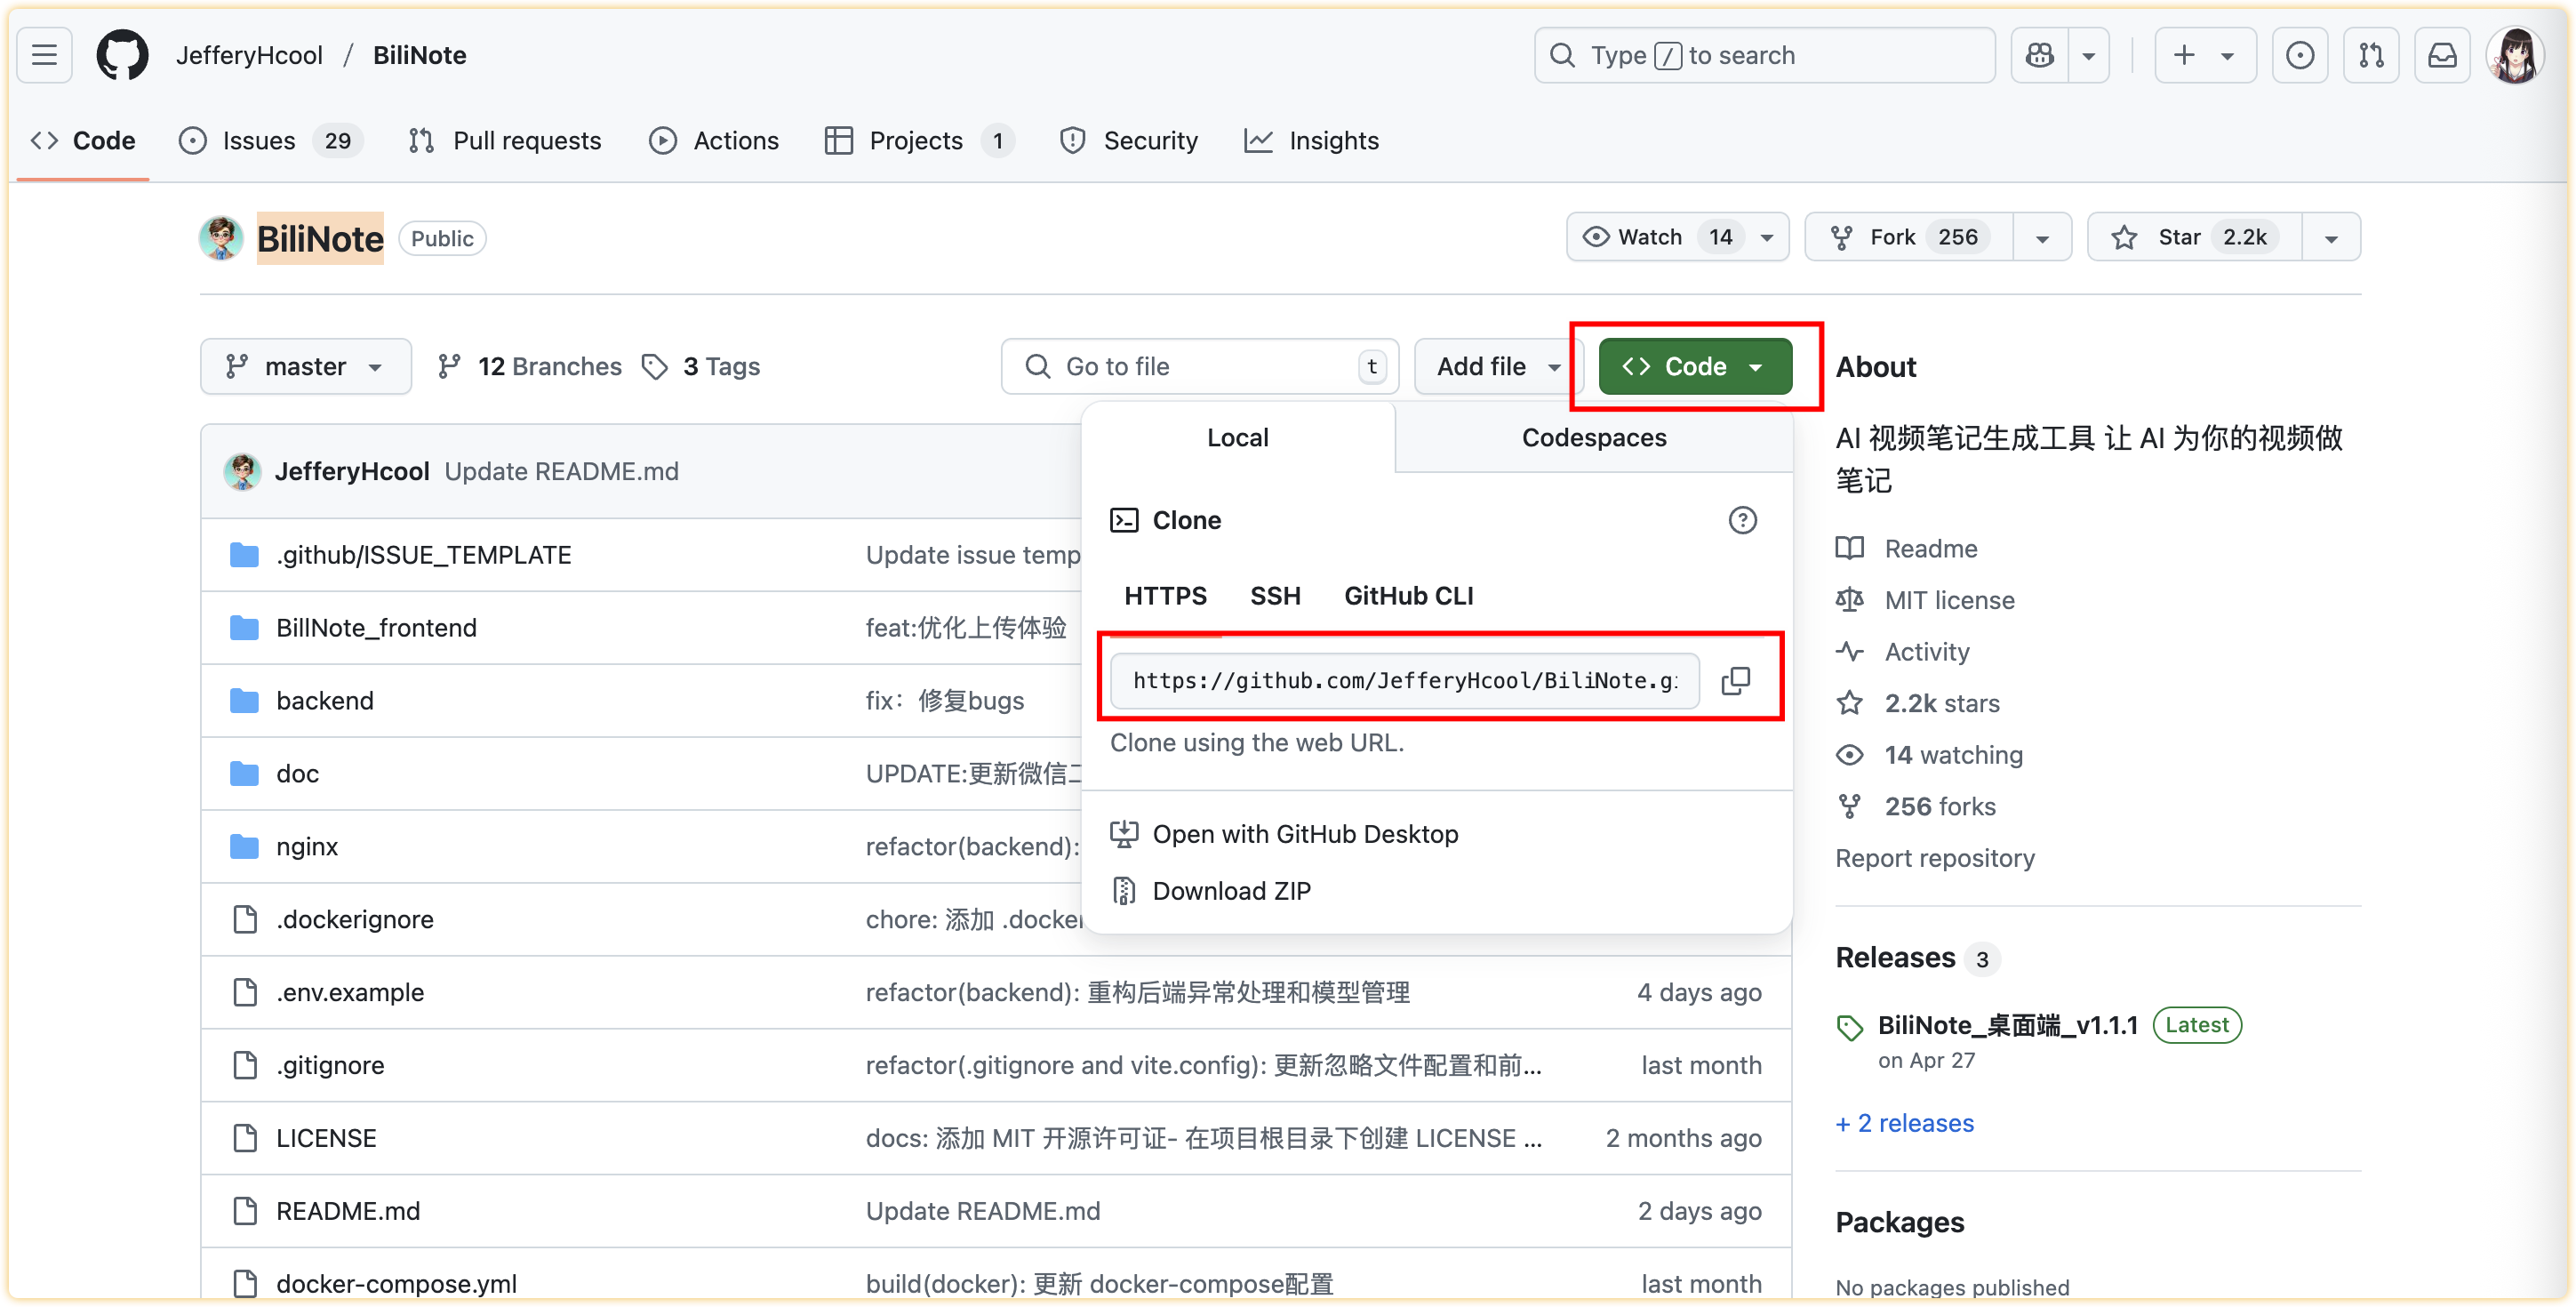 JefferyHcool / BiliNote
Type / to search
Code
Issues 29
Pull requests
Actions
Projects 1
Security
Insights
BiliNote Public
Watch 14
Fork 256
Star 2.2k
master
12 Branches
3 Tags
Go to file t
Add file
Code
Local
Codespaces
Clone
HTTPS
SSH
GitHub CLI
https://github.com/JefferyHcool/BiliNote.gi
Clone using the web URL.
Open with GitHub Desktop
Download ZIP
JefferyHcool Update README.md
.github/ISSUE_TEMPLATE Update issue temp
BillNote_frontend feat:优化上传体验
backend fix：修复bugs
doc UPDATE:更新微信二
nginx refactor(backend):
.dockerignore chore: 添加 .docker
.env.example refactor(backend): 重构后端异常处理和模型管理 4 days ago
.gitignore refactor(.gitignore and vite.config): 更新忽略文件配置和前... last month
LICENSE docs: 添加 MIT 开源许可证- 在项目根目录下创建 LICENSE ... 2 months ago
README.md Update README.md 2 days ago
docker-compose.yml build(docker): 更新 docker-compose配置 last month
About
AI 视频笔记生成工具 让 AI 为你的视频做
笔记
Readme
MIT license
Activity
2.2k stars
14 watching
256 forks
Report repository
Releases 3
BiliNote_桌面端_v1.1.1 Latest
on Apr 27
+ 2 releases
Packages
No packages published